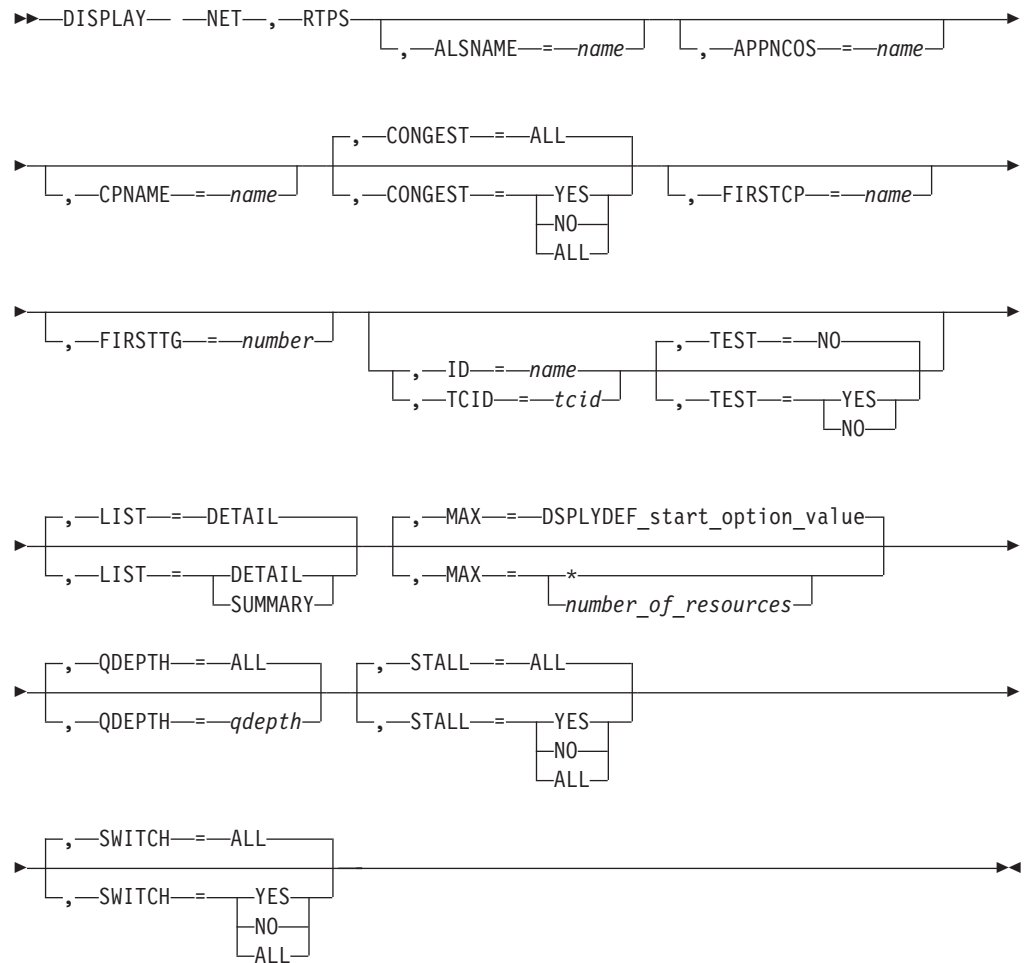 DISPLAY NET , RTPS
, ALSNAME = name , APPNCOS = name
, CONGEST = ALL
, CPNAME = name , CONGEST = YES , FIRSTCP = name
NO
ALL
, FIRSTTG = number , ID = name , TEST = NO
, TCID = tcid , TEST = YES
NO
, LIST = DETAIL , MAX = DSPLYDEF_start_option_value
, LIST = DETAIL , MAX = *
SUMMARY number_of_resources
, QDEPTH = ALL , STALL = ALL
, QDEPTH = qdepth , STALL = YES
NO
ALL
, SWITCH = ALL
, SWITCH = YES
NO
ALL